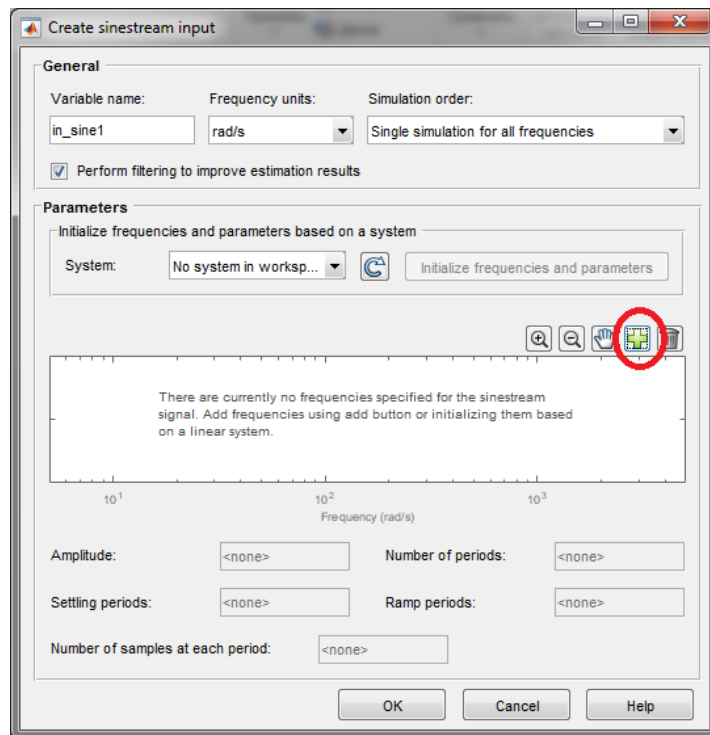 Create sinestream input
General
Variable name: Frequency units: Simulation order:
in_sine1 rad/s Single simulation for all frequencies
Perform filtering to improve estimation results
Parameters
Initialize frequencies and parameters based on a system
System: No system in worksp... Initialize frequencies and parameters
There are currently no frequencies specified for the sinestream
signal. Add frequencies using add button or initializing them based
on a linear system.
10¹ 10² 10³
Frequency (rad/s)
Amplitude: <none> Number of periods: <none>
Settling periods: <none> Ramp periods: <none>
Number of samples at each period: <none>
OK Cancel Help